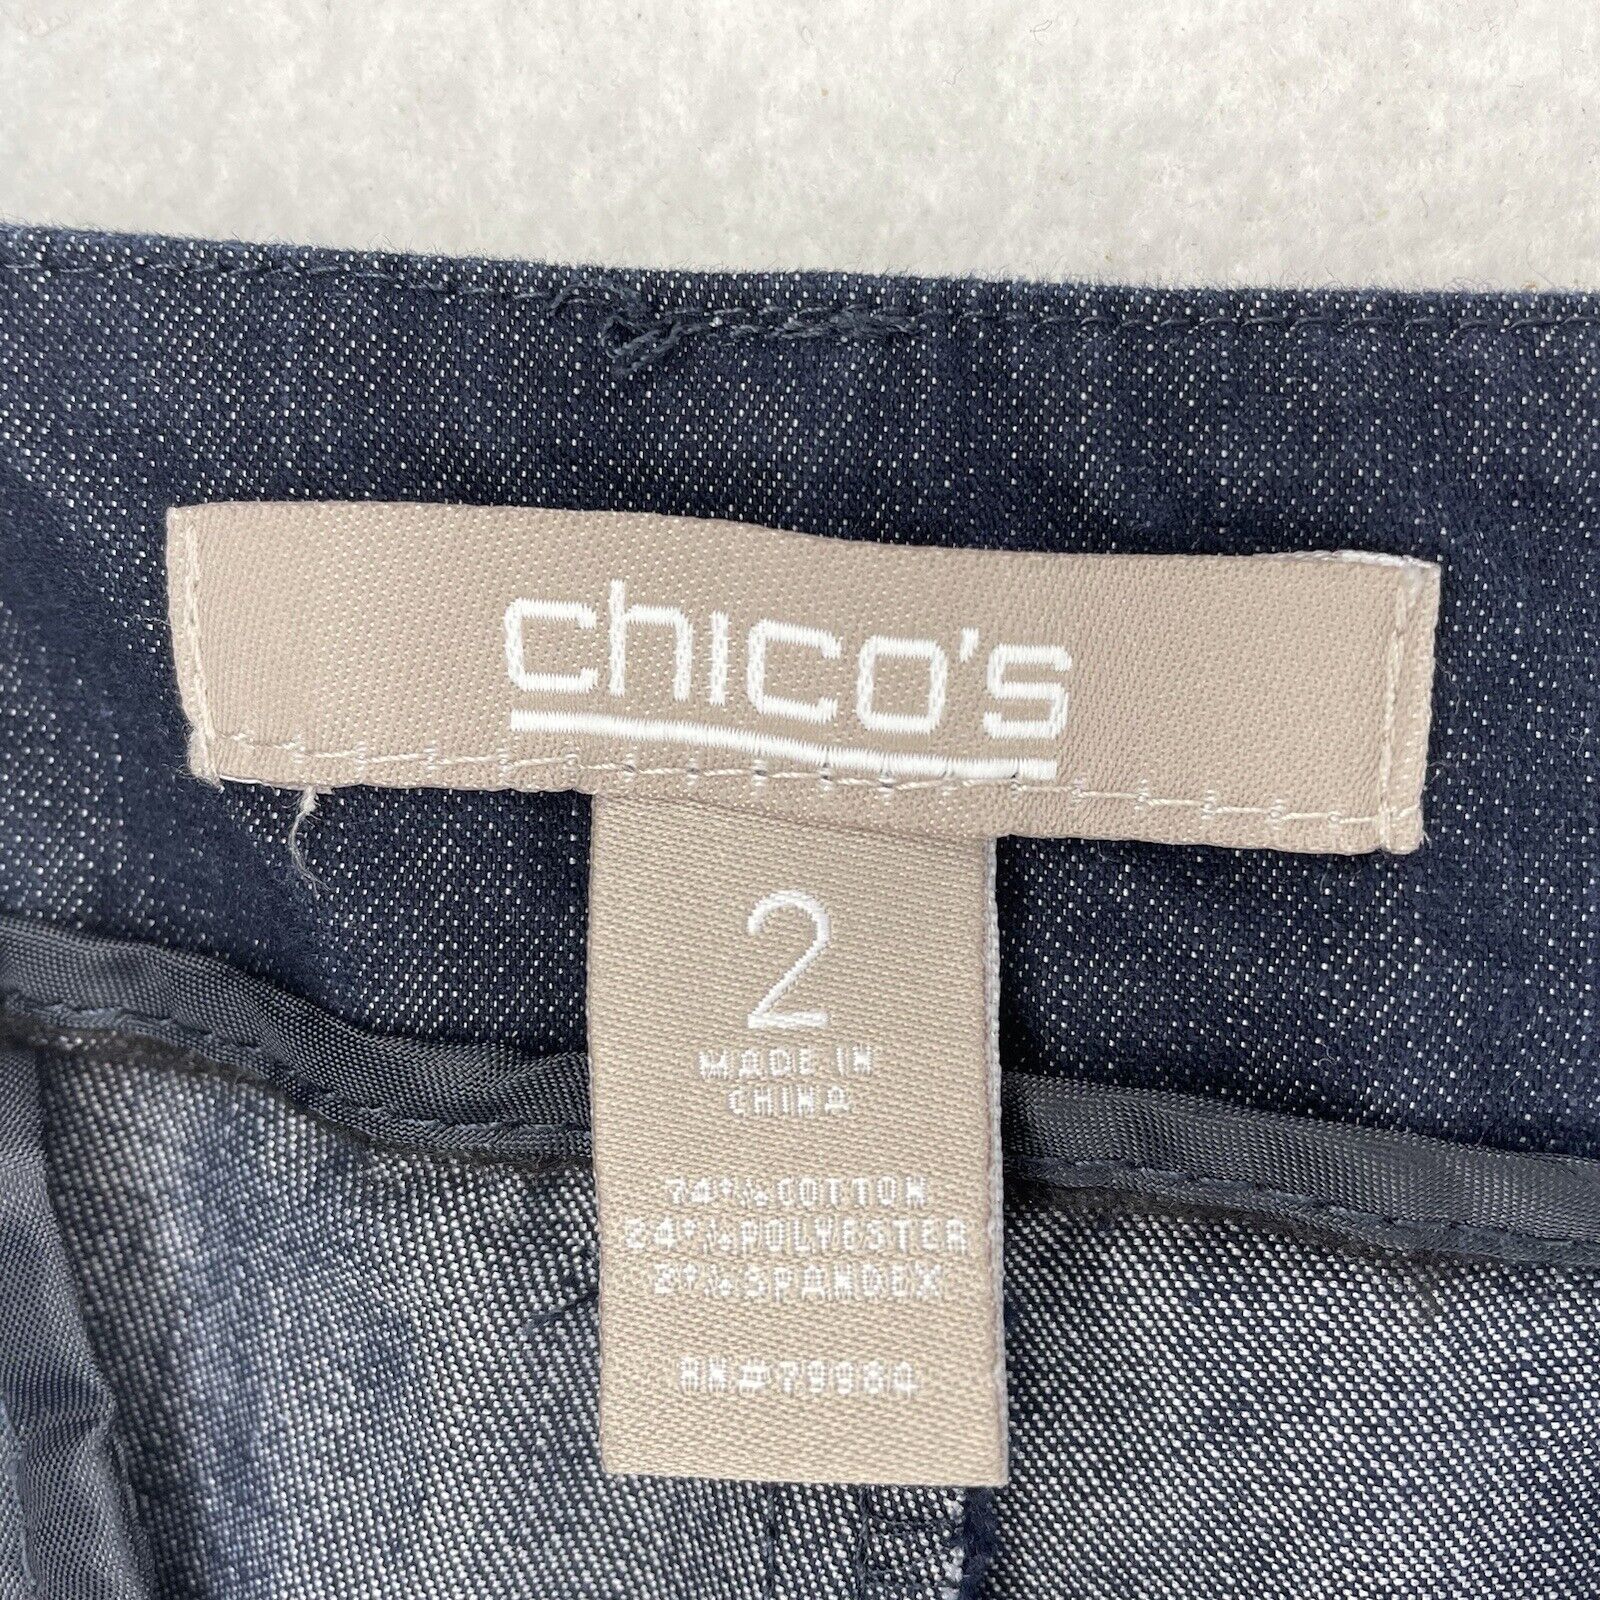 chico's
2
MADE IN
CHINA
74% COTTON
24% POLYESTER
2% SPANDEX
RN#79984